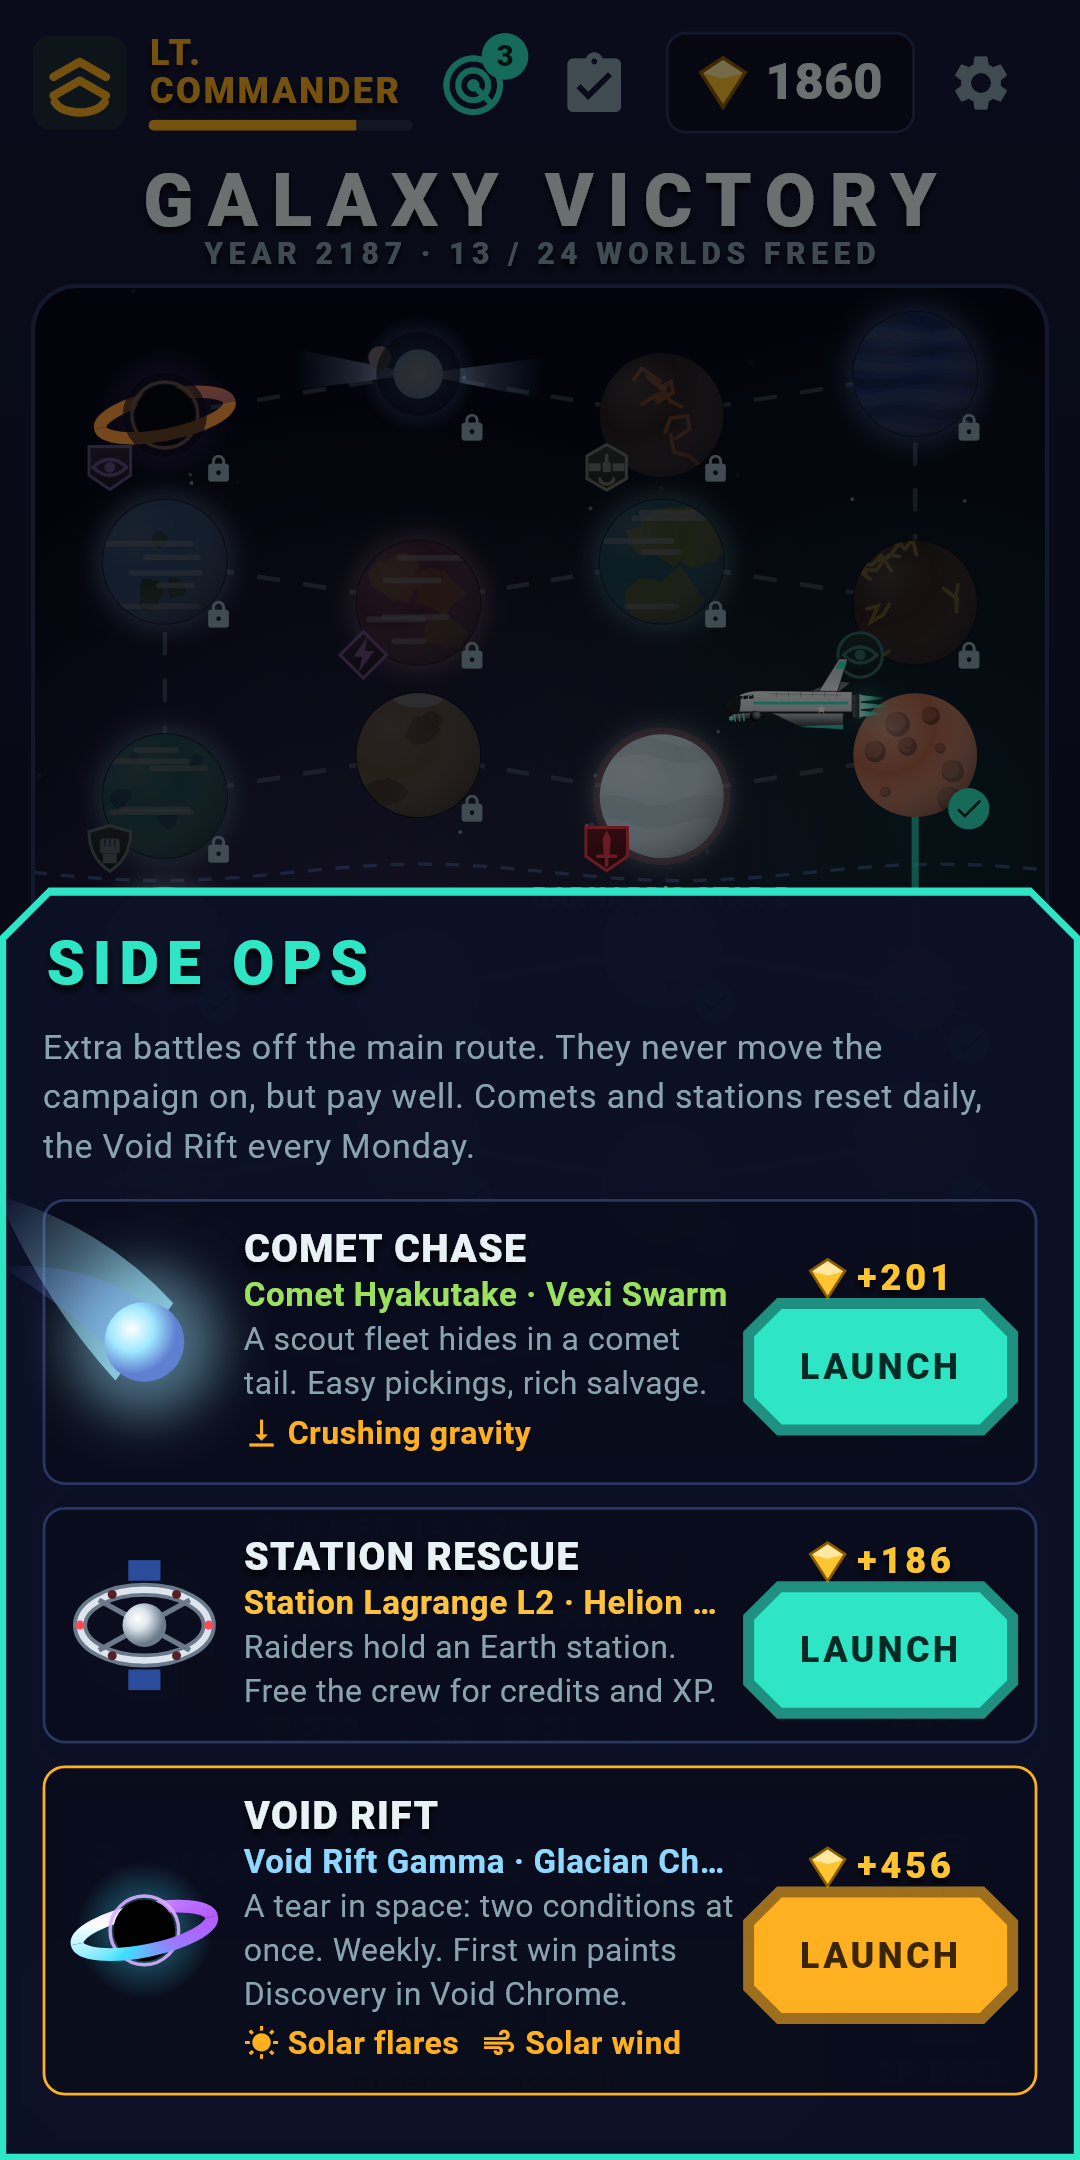 LT.
COMMANDER
3
1860
GALAXY VICTORY
YEAR 2187 · 13 / 24 WORLDS FREED
SIDE OPS
Extra battles off the main route. They never move the
campaign on, but pay well. Comets and stations reset daily,
the Void Rift every Monday.
COMET CHASE
Comet Hyakutake · Vexi Swarm
A scout fleet hides in a comet
tail. Easy pickings, rich salvage.
Crushing gravity
+201
LAUNCH
STATION RESCUE
Station Lagrange L2 · Helion ...
Raiders hold an Earth station.
Free the crew for credits and XP.
+186
LAUNCH
VOID RIFT
Void Rift Gamma · Glacian Ch...
A tear in space: two conditions at
once. Weekly. First win paints
Discovery in Void Chrome.
Solar flares Solar wind
+456
LAUNCH